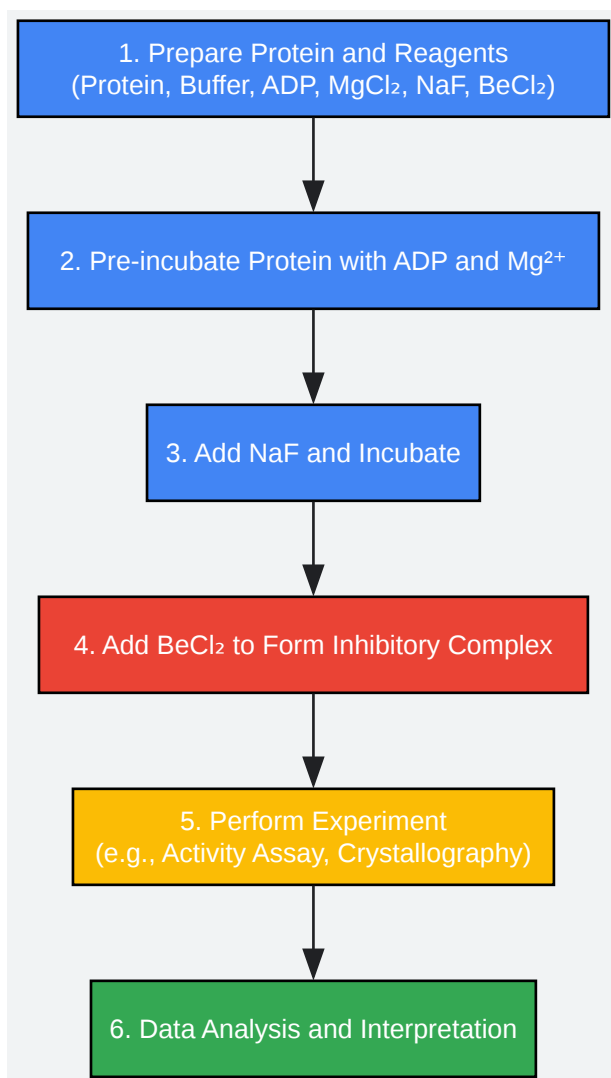 1. Prepare Protein and Reagents
(Protein, Buffer, ADP, MgCl₂, NaF, BeCl₂)
2. Pre-incubate Protein with ADP and Mg²⁺
3. Add NaF and Incubate
4. Add BeCl₂ to Form Inhibitory Complex
5. Perform Experiment
(e.g., Activity Assay, Crystallography)
6. Data Analysis and Interpretation